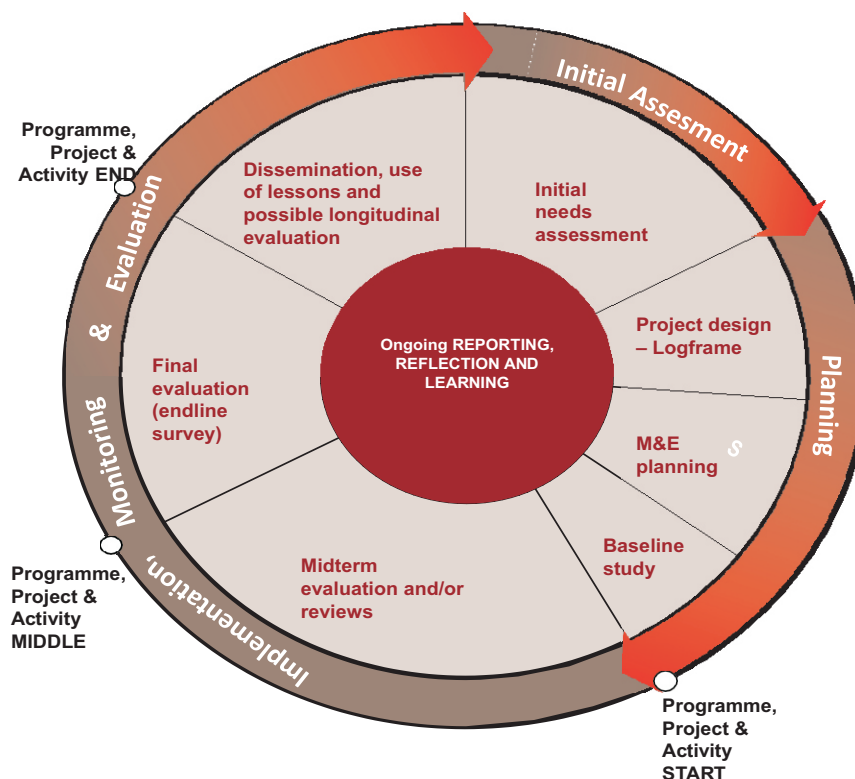 Initial Assesment
Programme,
Project &
Activity END
Dissemination, use
of lessons and
possible longitudinal
evaluation
Initial
needs
assessment
Ongoing REPORTING,
REFLECTION AND
LEARNING
Project design
– Logframe
Planning
Final
evaluation
(endline
survey)
M&E
planning
S
Baseline
study
Midterm
evaluation and/or
reviews
Implementation, Monitoring & Evaluation
Programme,
Project &
Activity
MIDDLE
Programme,
Project &
Activity
START